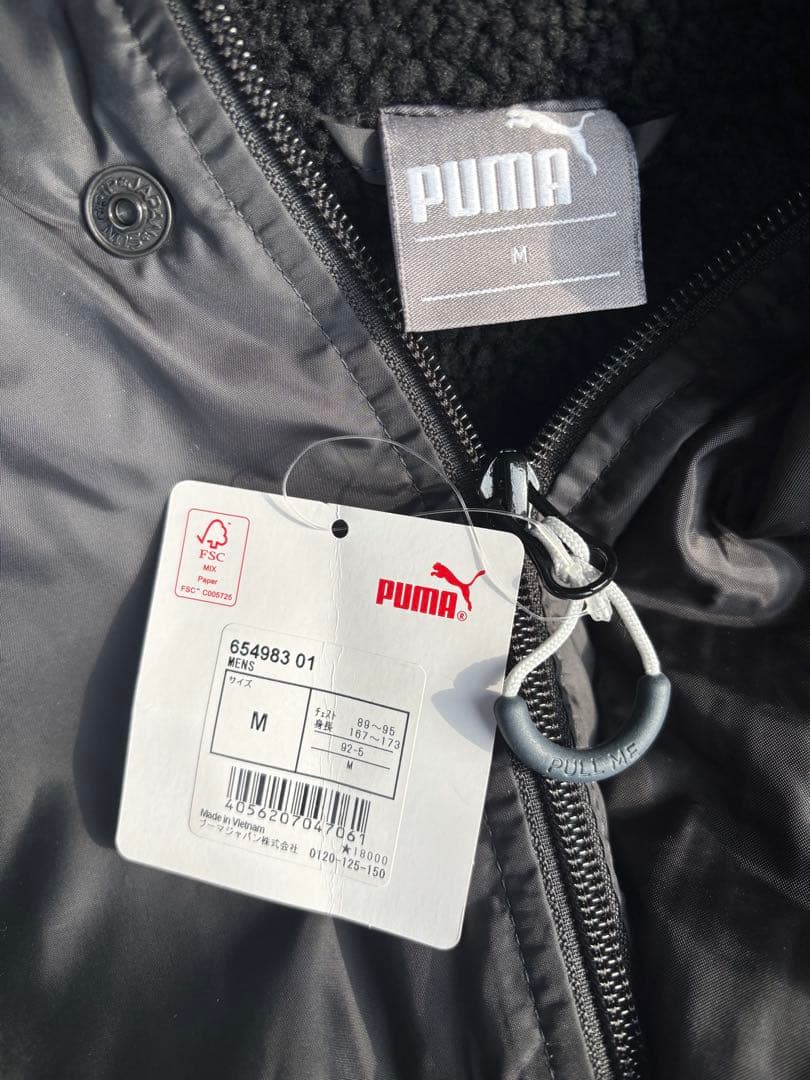 PUMA
M
FSC
MIX
Paper
FSC™ C005725
PUMA®
654983 01
MENS
サイズ
M
チェスト 89～95
身長 167～173
92-5
M
4056207047061
Made in Vietnam
プーマジャパン株式会社
★18000
0120-125-150
PULL ME